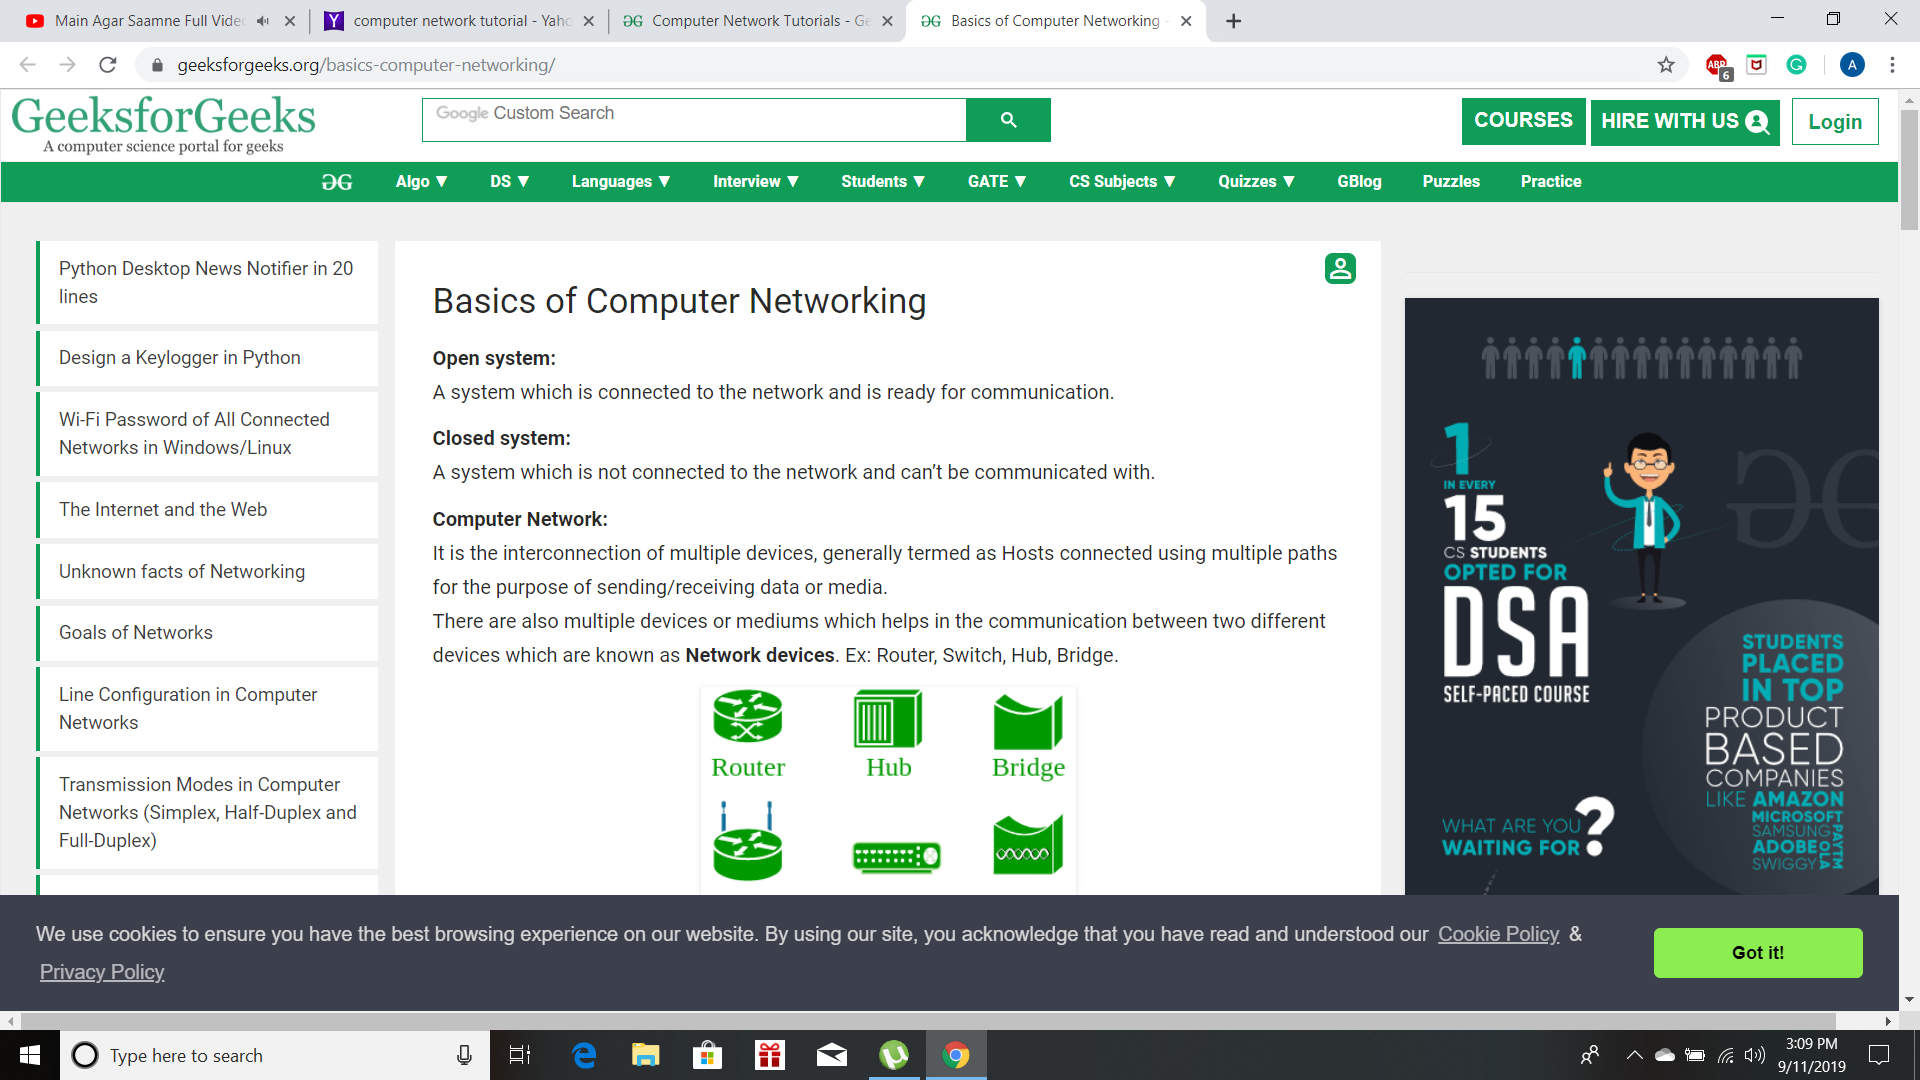 Main Agar Saamne Full Video
computer network tutorial - Yaho
Computer Network Tutorials - Ge
Basics of Computer Networking -
geeksforgeeks.org/basics-computer-networking/
ABP
6
A
GeeksforGeeks
A computer science portal for geeks
Google Custom Search
COURSES
HIRE WITH US
Login
Algo ▼
DS ▼
Languages ▼
Interview ▼
Students ▼
GATE ▼
CS Subjects ▼
Quizzes ▼
GBlog
Puzzles
Practice
Python Desktop News Notifier in 20
lines
Design a Keylogger in Python
Wi-Fi Password of All Connected
Networks in Windows/Linux
The Internet and the Web
Unknown facts of Networking
Goals of Networks
Line Configuration in Computer
Networks
Transmission Modes in Computer
Networks (Simplex, Half-Duplex and
Full-Duplex)
Basics of Computer Networking
Open system:
A system which is connected to the network and is ready for communication.
Closed system:
A system which is not connected to the network and can’t be communicated with.
Computer Network:
It is the interconnection of multiple devices, generally termed as Hosts connected using multiple paths
for the purpose of sending/receiving data or media.
There are also multiple devices or mediums which helps in the communication between two different
devices which are known as Network devices. Ex: Router, Switch, Hub, Bridge.
Router
Hub
Bridge
1
IN EVERY
15
CS STUDENTS
OPTED FOR
DSA
SELF-PACED COURSE
STUDENTS
PLACED
IN TOP
PRODUCT
BASED
COMPANIES
LIKE AMAZON
MICROSOFT
SAMSUNG
ADOBE
SWIGGY
PAYTM
OLA
WHAT ARE YOU
WAITING FOR ?
We use cookies to ensure you have the best browsing experience on our website. By using our site, you acknowledge that you have read and understood our Cookie Policy &
Privacy Policy
Got it!
Type here to search
3:09 PM
9/11/2019